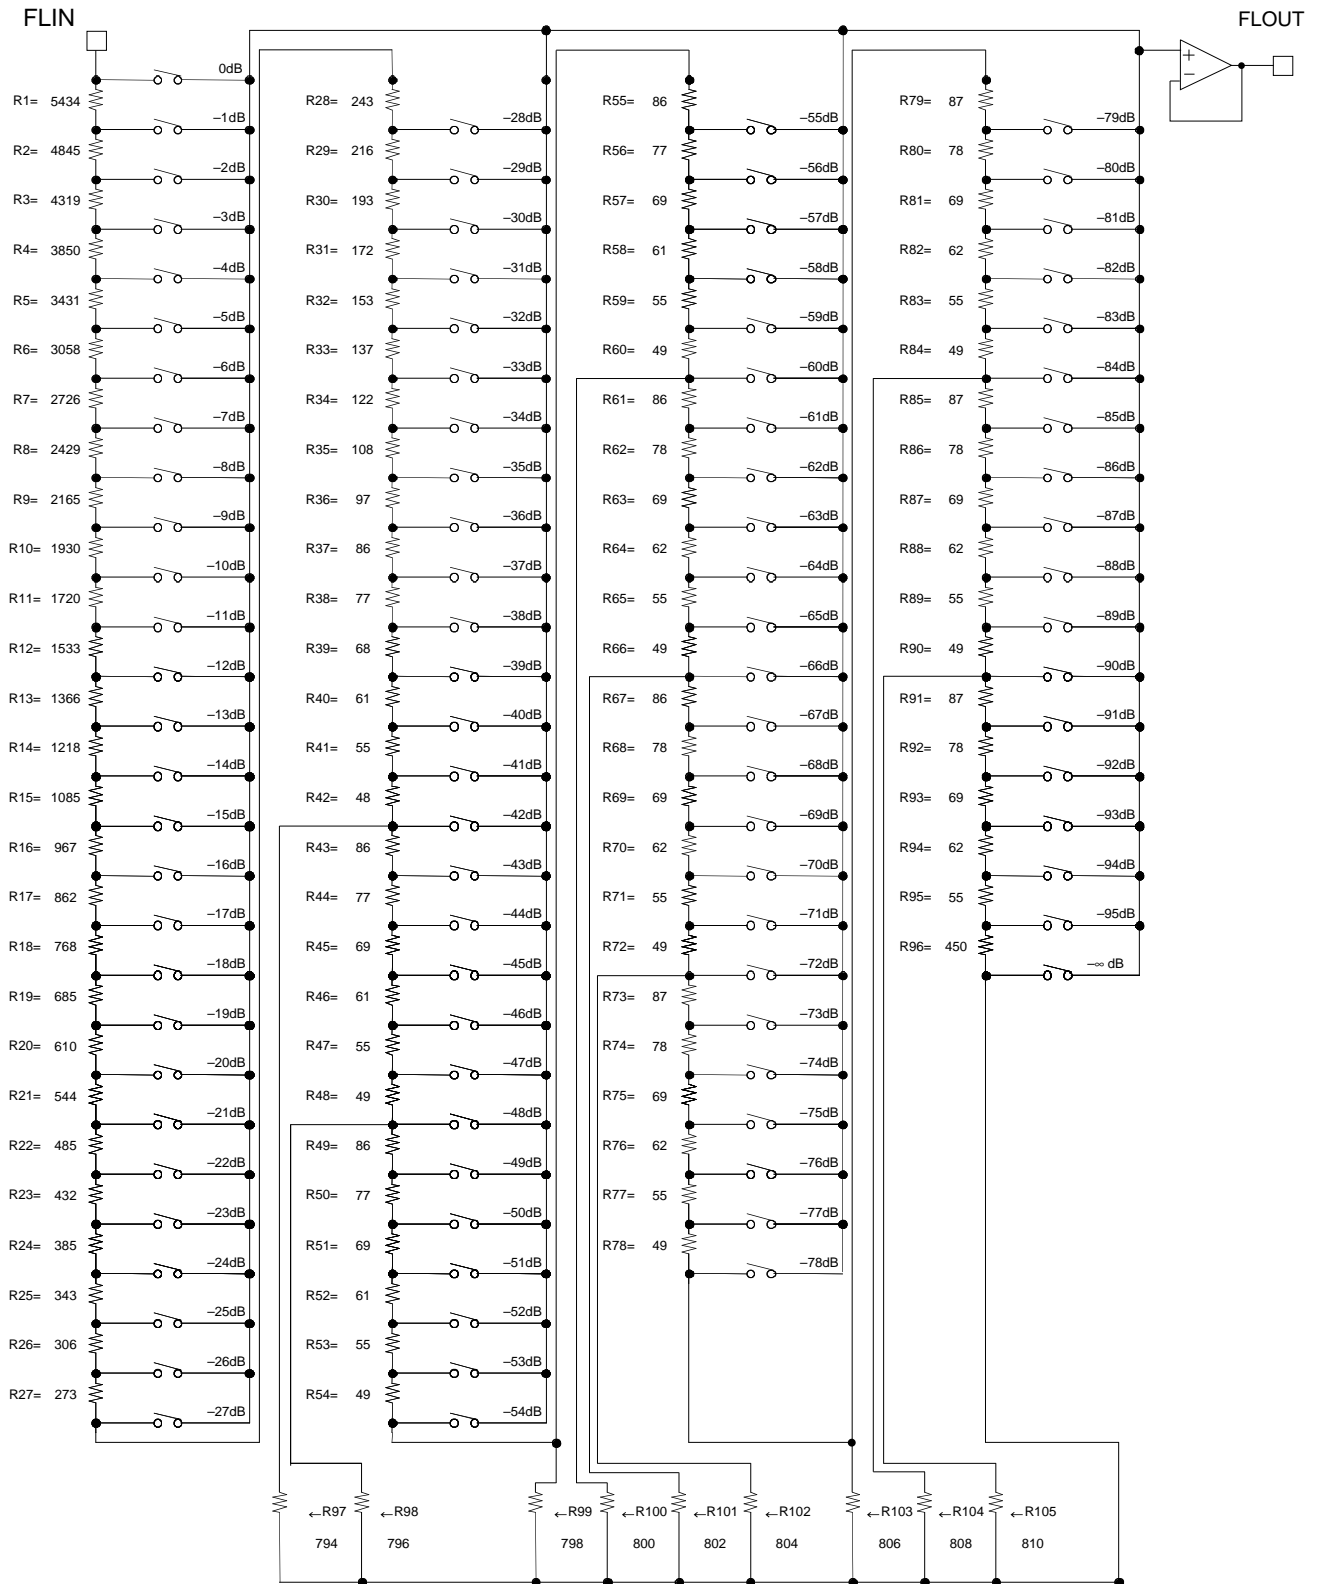 FLIN
FLOUT
0dB
R1= 5434
–1dB
R2= 4845
–2dB
R3= 4319
–3dB
R4= 3850
–4dB
R5= 3431
–5dB
R6= 3058
–6dB
R7= 2726
–7dB
R8= 2429
–8dB
R9= 2165
–9dB
R10= 1930
–10dB
R11= 1720
–11dB
R12= 1533
–12dB
R13= 1366
–13dB
R14= 1218
–14dB
R15= 1085
–15dB
R16= 967
–16dB
R17= 862
–17dB
R18= 768
–18dB
R19= 685
–19dB
R20= 610
–20dB
R21= 544
–21dB
R22= 485
–22dB
R23= 432
–23dB
R24= 385
–24dB
R25= 343
–25dB
R26= 306
–26dB
R27= 273
–27dB
R28= 243
–28dB
R29= 216
–29dB
R30= 193
–30dB
R31= 172
–31dB
R32= 153
–32dB
R33= 137
–33dB
R34= 122
–34dB
R35= 108
–35dB
R36= 97
–36dB
R37= 86
–37dB
R38= 77
–38dB
R39= 68
–39dB
R40= 61
–40dB
R41= 55
–41dB
R42= 48
–42dB
R43= 86
–43dB
R44= 77
–44dB
R45= 69
–45dB
R46= 61
–46dB
R47= 55
–47dB
R48= 49
–48dB
R49= 86
–49dB
R50= 77
–50dB
R51= 69
–51dB
R52= 61
–52dB
R53= 55
–53dB
R54= 49
–54dB
R55= 86
–55dB
R56= 77
–56dB
R57= 69
–57dB
R58= 61
–58dB
R59= 55
–59dB
R60= 49
–60dB
R61= 86
–61dB
R62= 78
–62dB
R63= 69
–63dB
R64= 62
–64dB
R65= 55
–65dB
R66= 49
–66dB
R67= 86
–67dB
R68= 78
–68dB
R69= 69
–69dB
R70= 62
–70dB
R71= 55
–71dB
R72= 49
–72dB
R73= 87
–73dB
R74= 78
–74dB
R75= 69
–75dB
R76= 62
–76dB
R77= 55
–77dB
R78= 49
–78dB
R79= 87
–79dB
R80= 78
–80dB
R81= 69
–81dB
R82= 62
–82dB
R83= 55
–83dB
R84= 49
–84dB
R85= 87
–85dB
R86= 78
–86dB
R87= 69
–87dB
R88= 62
–88dB
R89= 55
–89dB
R90= 49
–90dB
R91= 87
–91dB
R92= 78
–92dB
R93= 69
–93dB
R94= 62
–94dB
R95= 55
–95dB
R96= 450
–∞ dB
+
–
←R97
794
←R98
796
←R99
798
←R100
800
←R101
802
←R102
804
←R103
806
←R104
808
←R105
810